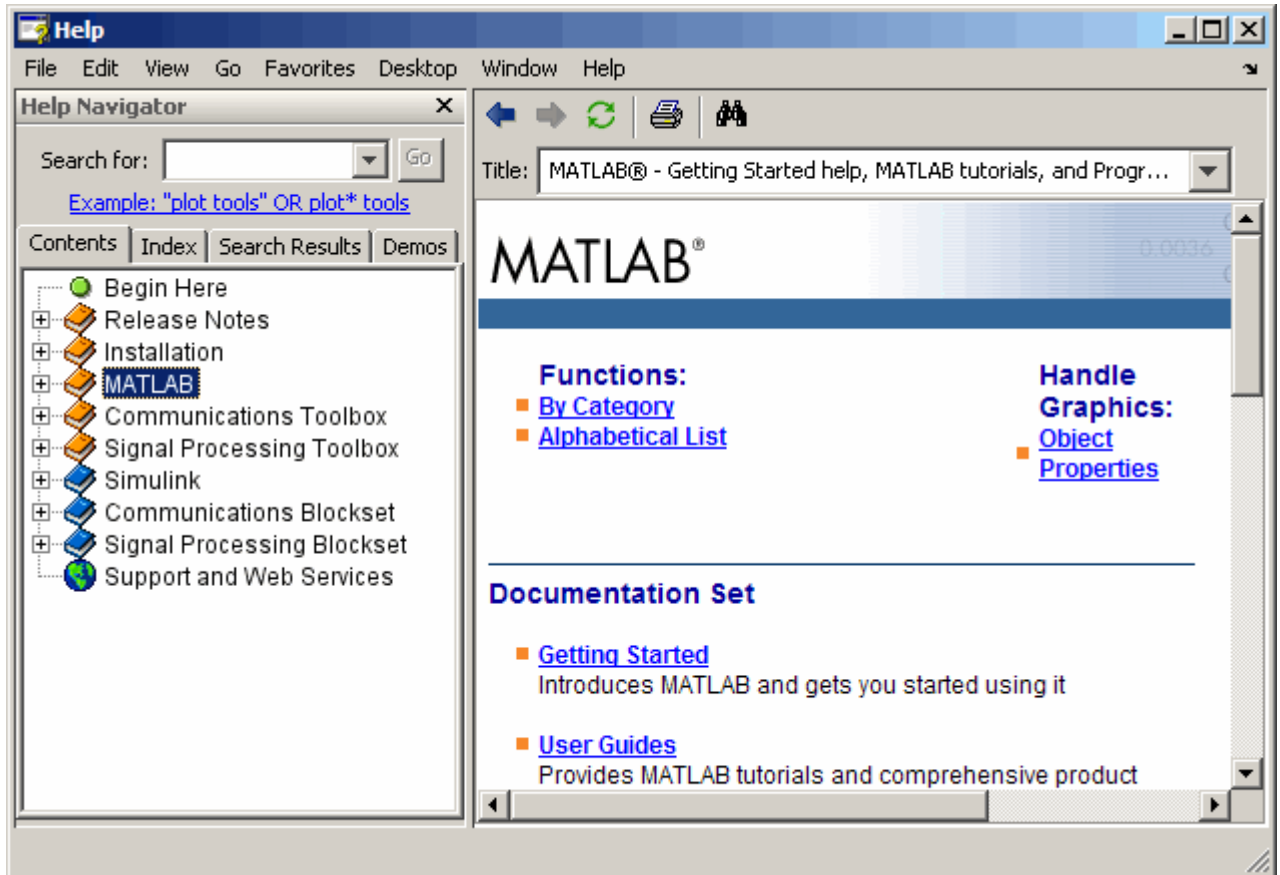 Help
File Edit View Go Favorites Desktop Window Help
Help Navigator
Search for:
Go
Example: "plot tools" OR plot* tools
Contents Index Search Results Demos
Begin Here
Release Notes
Installation
MATLAB
Communications Toolbox
Signal Processing Toolbox
Simulink
Communications Blockset
Signal Processing Blockset
Support and Web Services
Title: MATLAB® - Getting Started help, MATLAB tutorials, and Progr...
MATLAB®
0.0036
Functions:
By Category
Alphabetical List
Handle
Graphics:
Object
Properties
Documentation Set
Getting Started
Introduces MATLAB and gets you started using it
User Guides
Provides MATLAB tutorials and comprehensive product